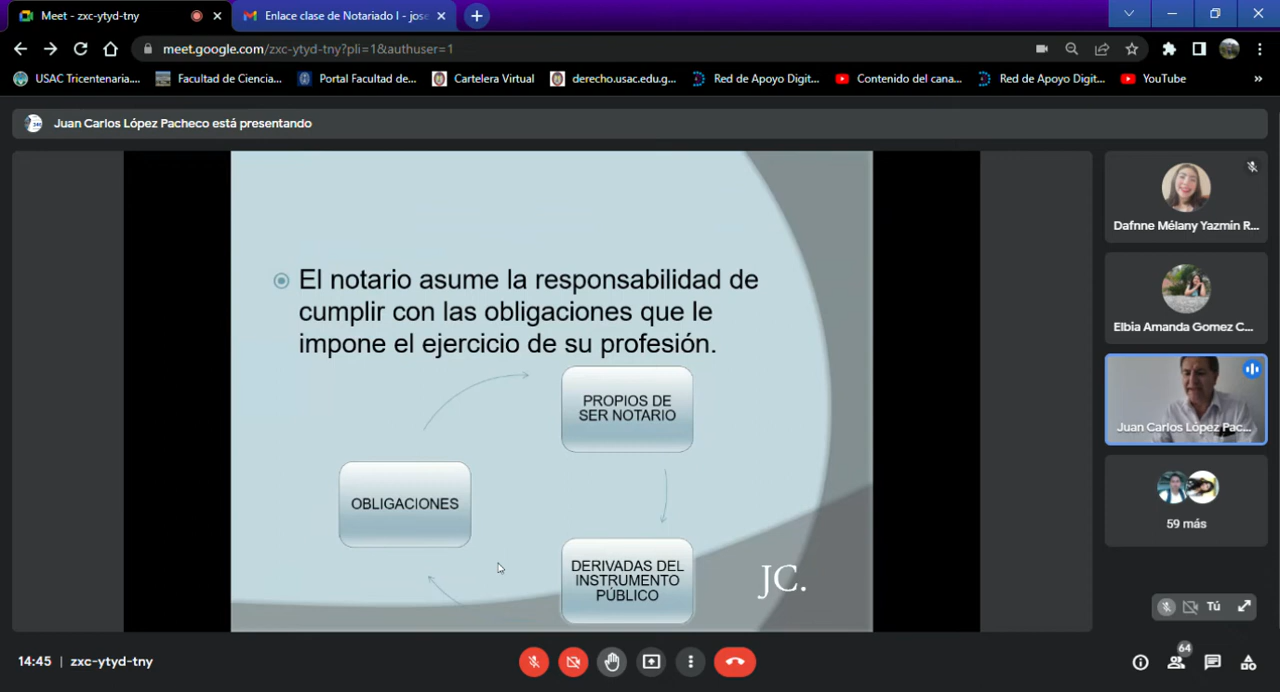 Meet - zxc-ytyd-tny
Enlace clase de Notariado I - jose
meet.google.com/zxc-ytyd-tny?pli=1&authuser=1
USAC Tricentenaria....
Facultad de Ciencia...
Portal Facultad de...
Cartelera Virtual
derecho.usac.edu.g...
Red de Apoyo Digit...
Contenido del cana...
Red de Apoyo Digit...
YouTube
Juan Carlos López Pacheco está presentando
El notario asume la responsabilidad de
cumplir con las obligaciones que le
impone el ejercicio de su profesión.
PROPIOS DE
SER NOTARIO
OBLIGACIONES
DERIVADAS DEL
INSTRUMENTO
PÚBLICO
JC.
Dafnne Mélany Yazmín R...
Elbia Amanda Gomez C...
Juan Carlos López Pac...
59 más
Tú
14:45 | zxc-ytyd-tny
64